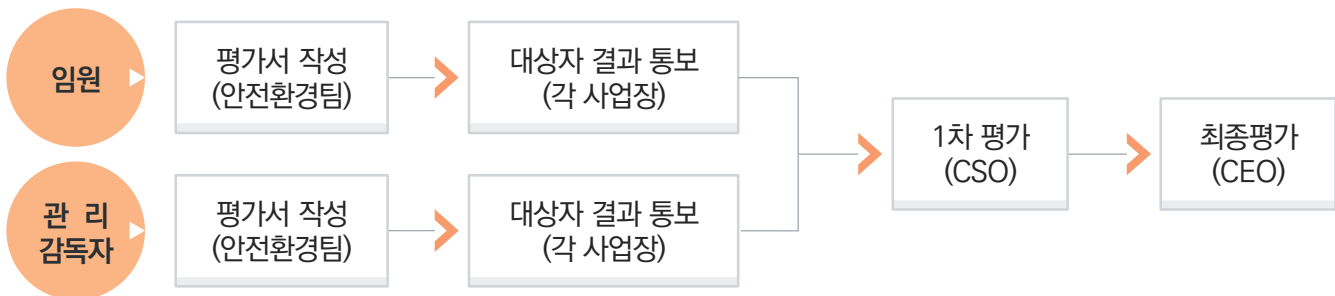 임원
평가서 작성
(안전환경팀)
대상자 결과 통보
(각 사업장)
관 리
감독자
평가서 작성
(안전환경팀)
대상자 결과 통보
(각 사업장)
1차 평가
(CSO)
최종평가
(CEO)